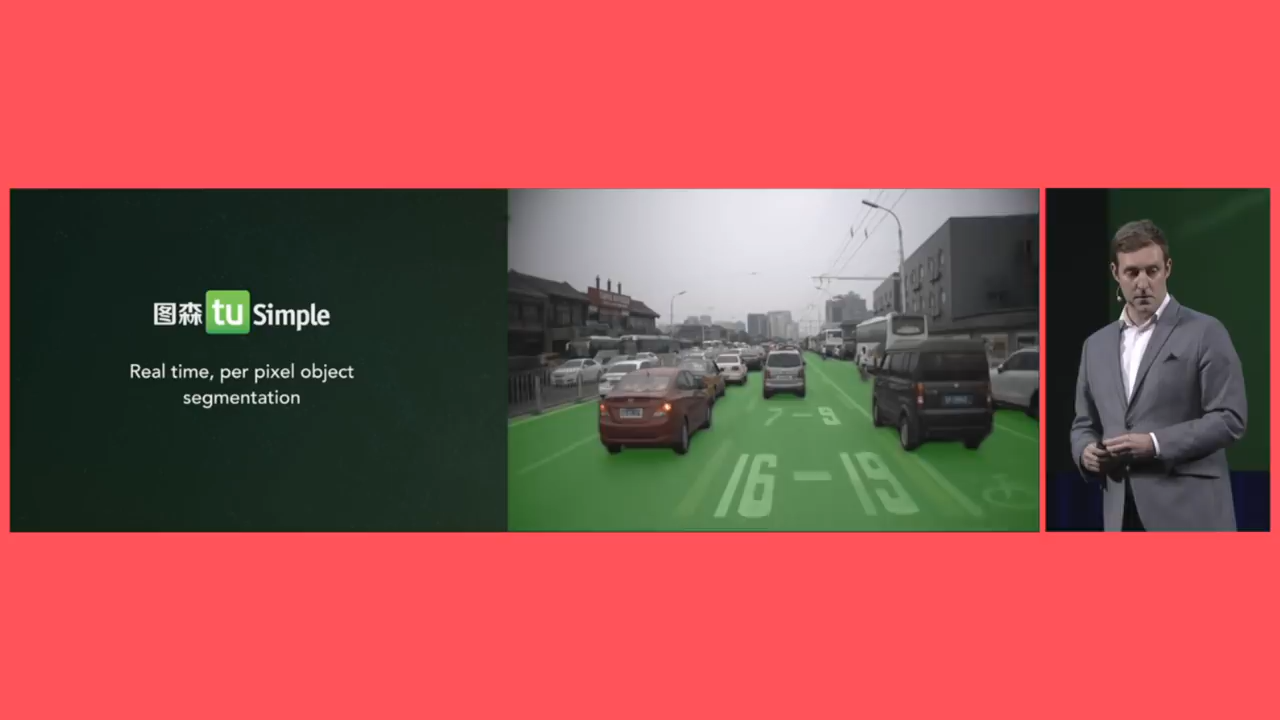 图森 tu Simple
Real time, per pixel object
segmentation
7-9
16-19